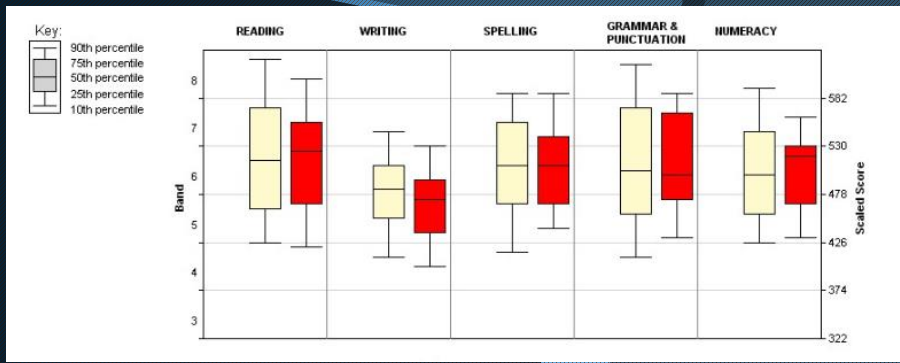 Key:
90th percentile
75th percentile
50th percentile
25th percentile
10th percentile
READING
WRITING
SPELLING
GRAMMAR &
PUNCTUATION
NUMERACY
Band
8
7
6
5
4
3
582
530
478
426
374
322
Scaled Score